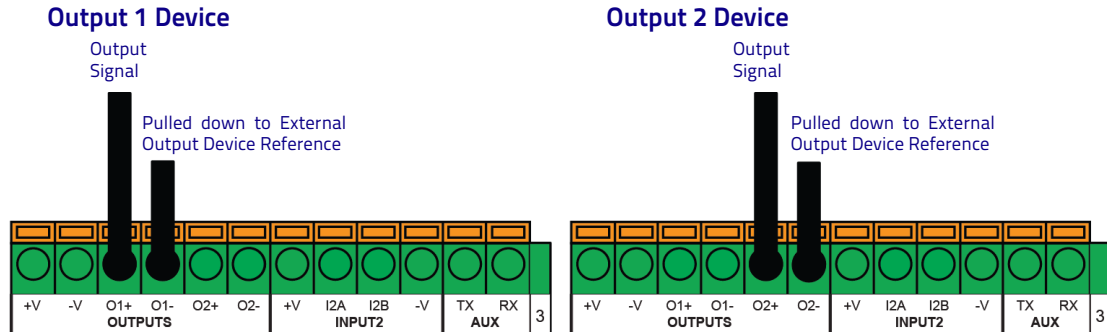 Output 1 Device
Output
Signal
Pulled down to External
Output Device Reference
+V -V O1+ O1- O2+ O2- +V I2A I2B -V TX RX 3
OUTPUTS INPUT2 AUX
Output 2 Device
Output
Signal
Pulled down to External
Output Device Reference
+V -V O1+ O1- O2+ O2- +V I2A I2B -V TX RX 3
OUTPUTS INPUT2 AUX